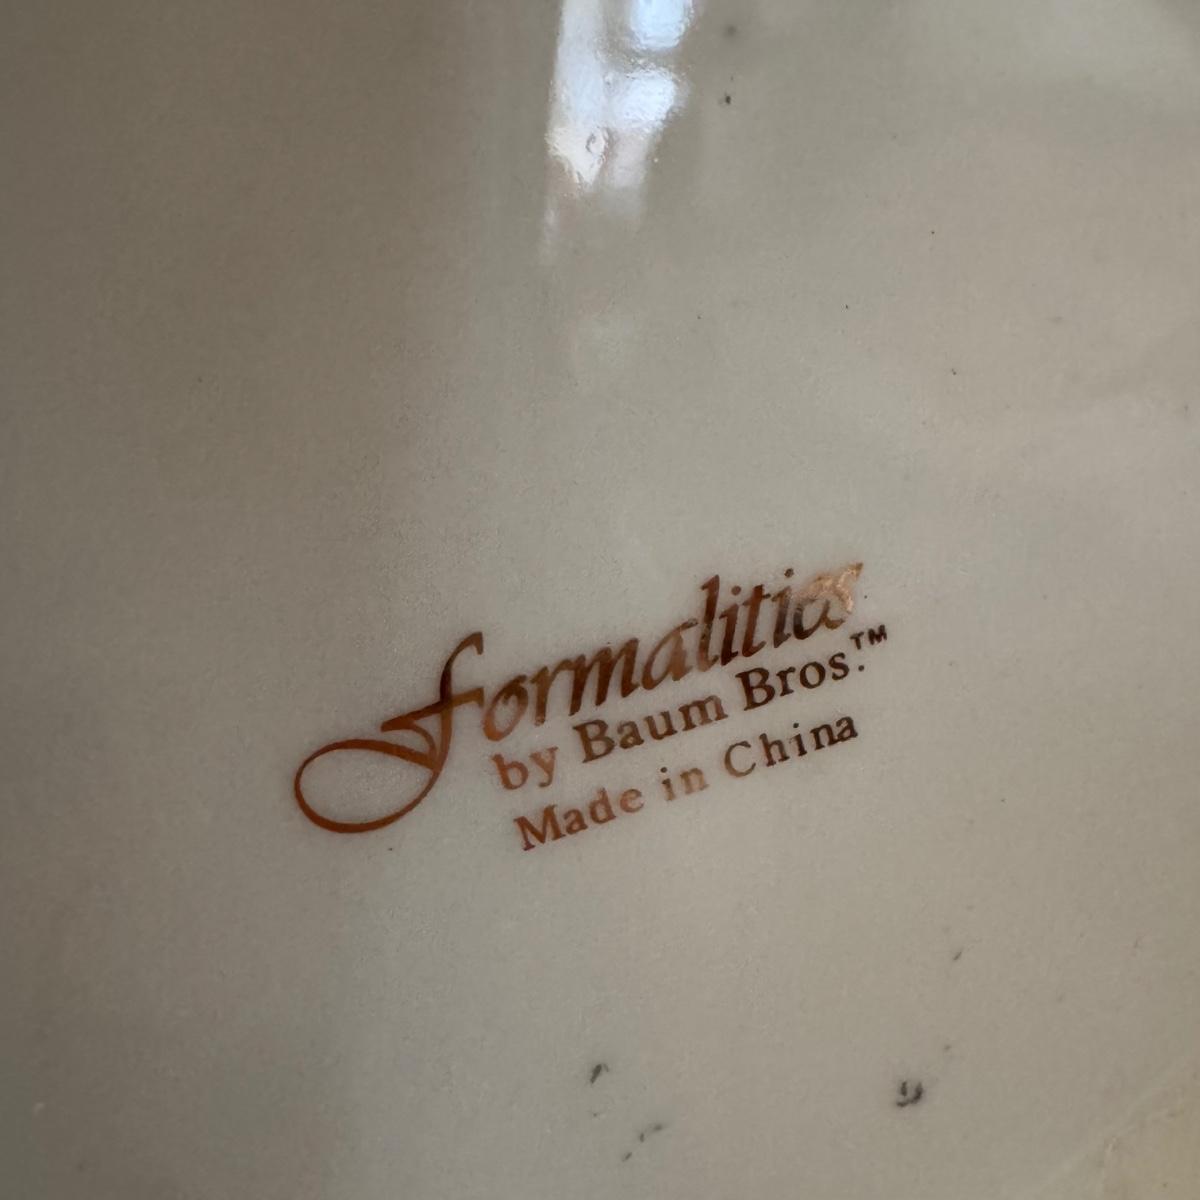 Formalities
by Baum Bros.™
Made in China